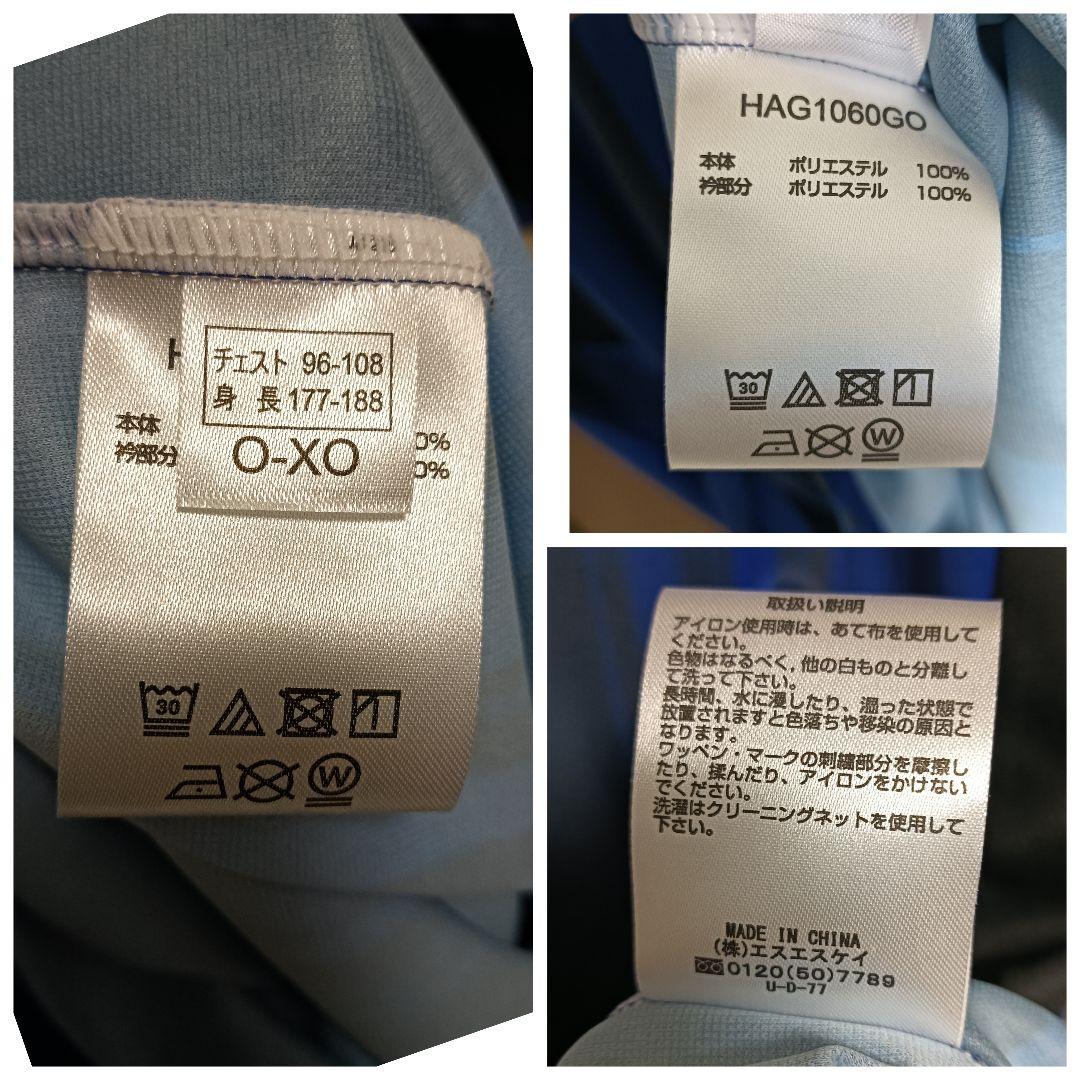 A1215
チェスト 96-108
身 長 177-188
O-XO
本体
衿部分
0%
0%
30
W
HAG1060GO
本体 ポリエステル 100%
衿部分 ポリエステル 100%
30
W
取扱い説明
アイロン使用時は、あて布を使用して
ください。
色物はなるべく,他の白ものと分離し
て洗って下さい。
長時間、水に浸したり、湿った状態で
放置されますと色落ちや移染の原因と
なります。
ワッペン・マークの刺繍部分を摩擦し
たり、揉んだり、アイロンをかけない
でください。
洗濯はクリーニングネットを使用して
下さい。
MADE IN CHINA
(株)エスエスケイ
0120(50)7789
U-D-77